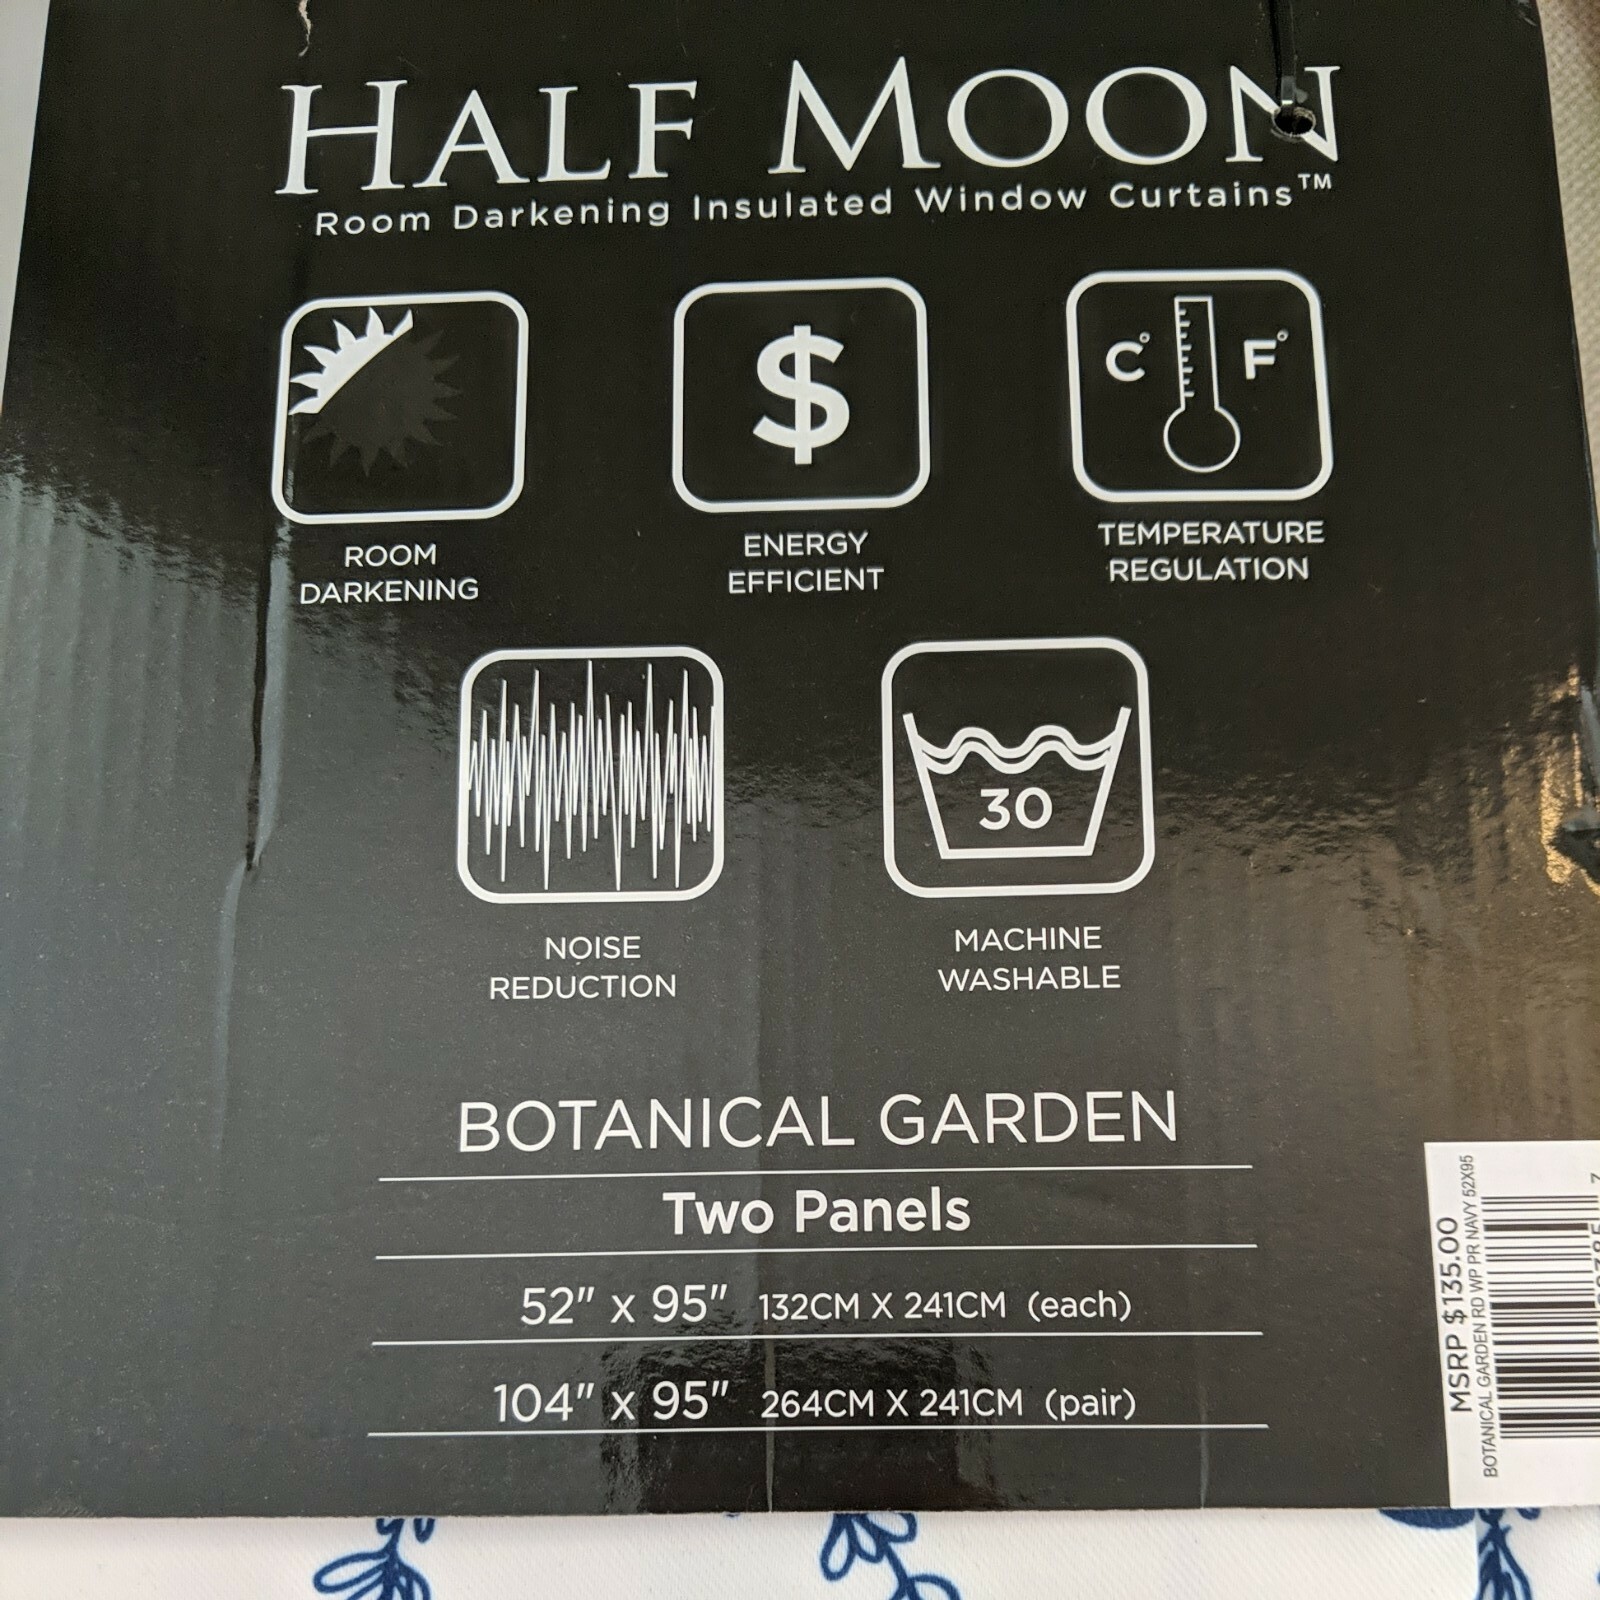 HALF MOON
Room Darkening Insulated Window Curtains™
$
C° F°
ROOM
DARKENING
ENERGY
EFFICIENT
TEMPERATURE
REGULATION
30
NOISE
REDUCTION
MACHINE
WASHABLE
BOTANICAL GARDEN
Two Panels
52" x 95" 132CM X 241CM (each)
104" x 95" 264CM X 241CM (pair)
MSRP $135.00
BOTANICAL GARDEN RD WP PR NAVY 52X95
7